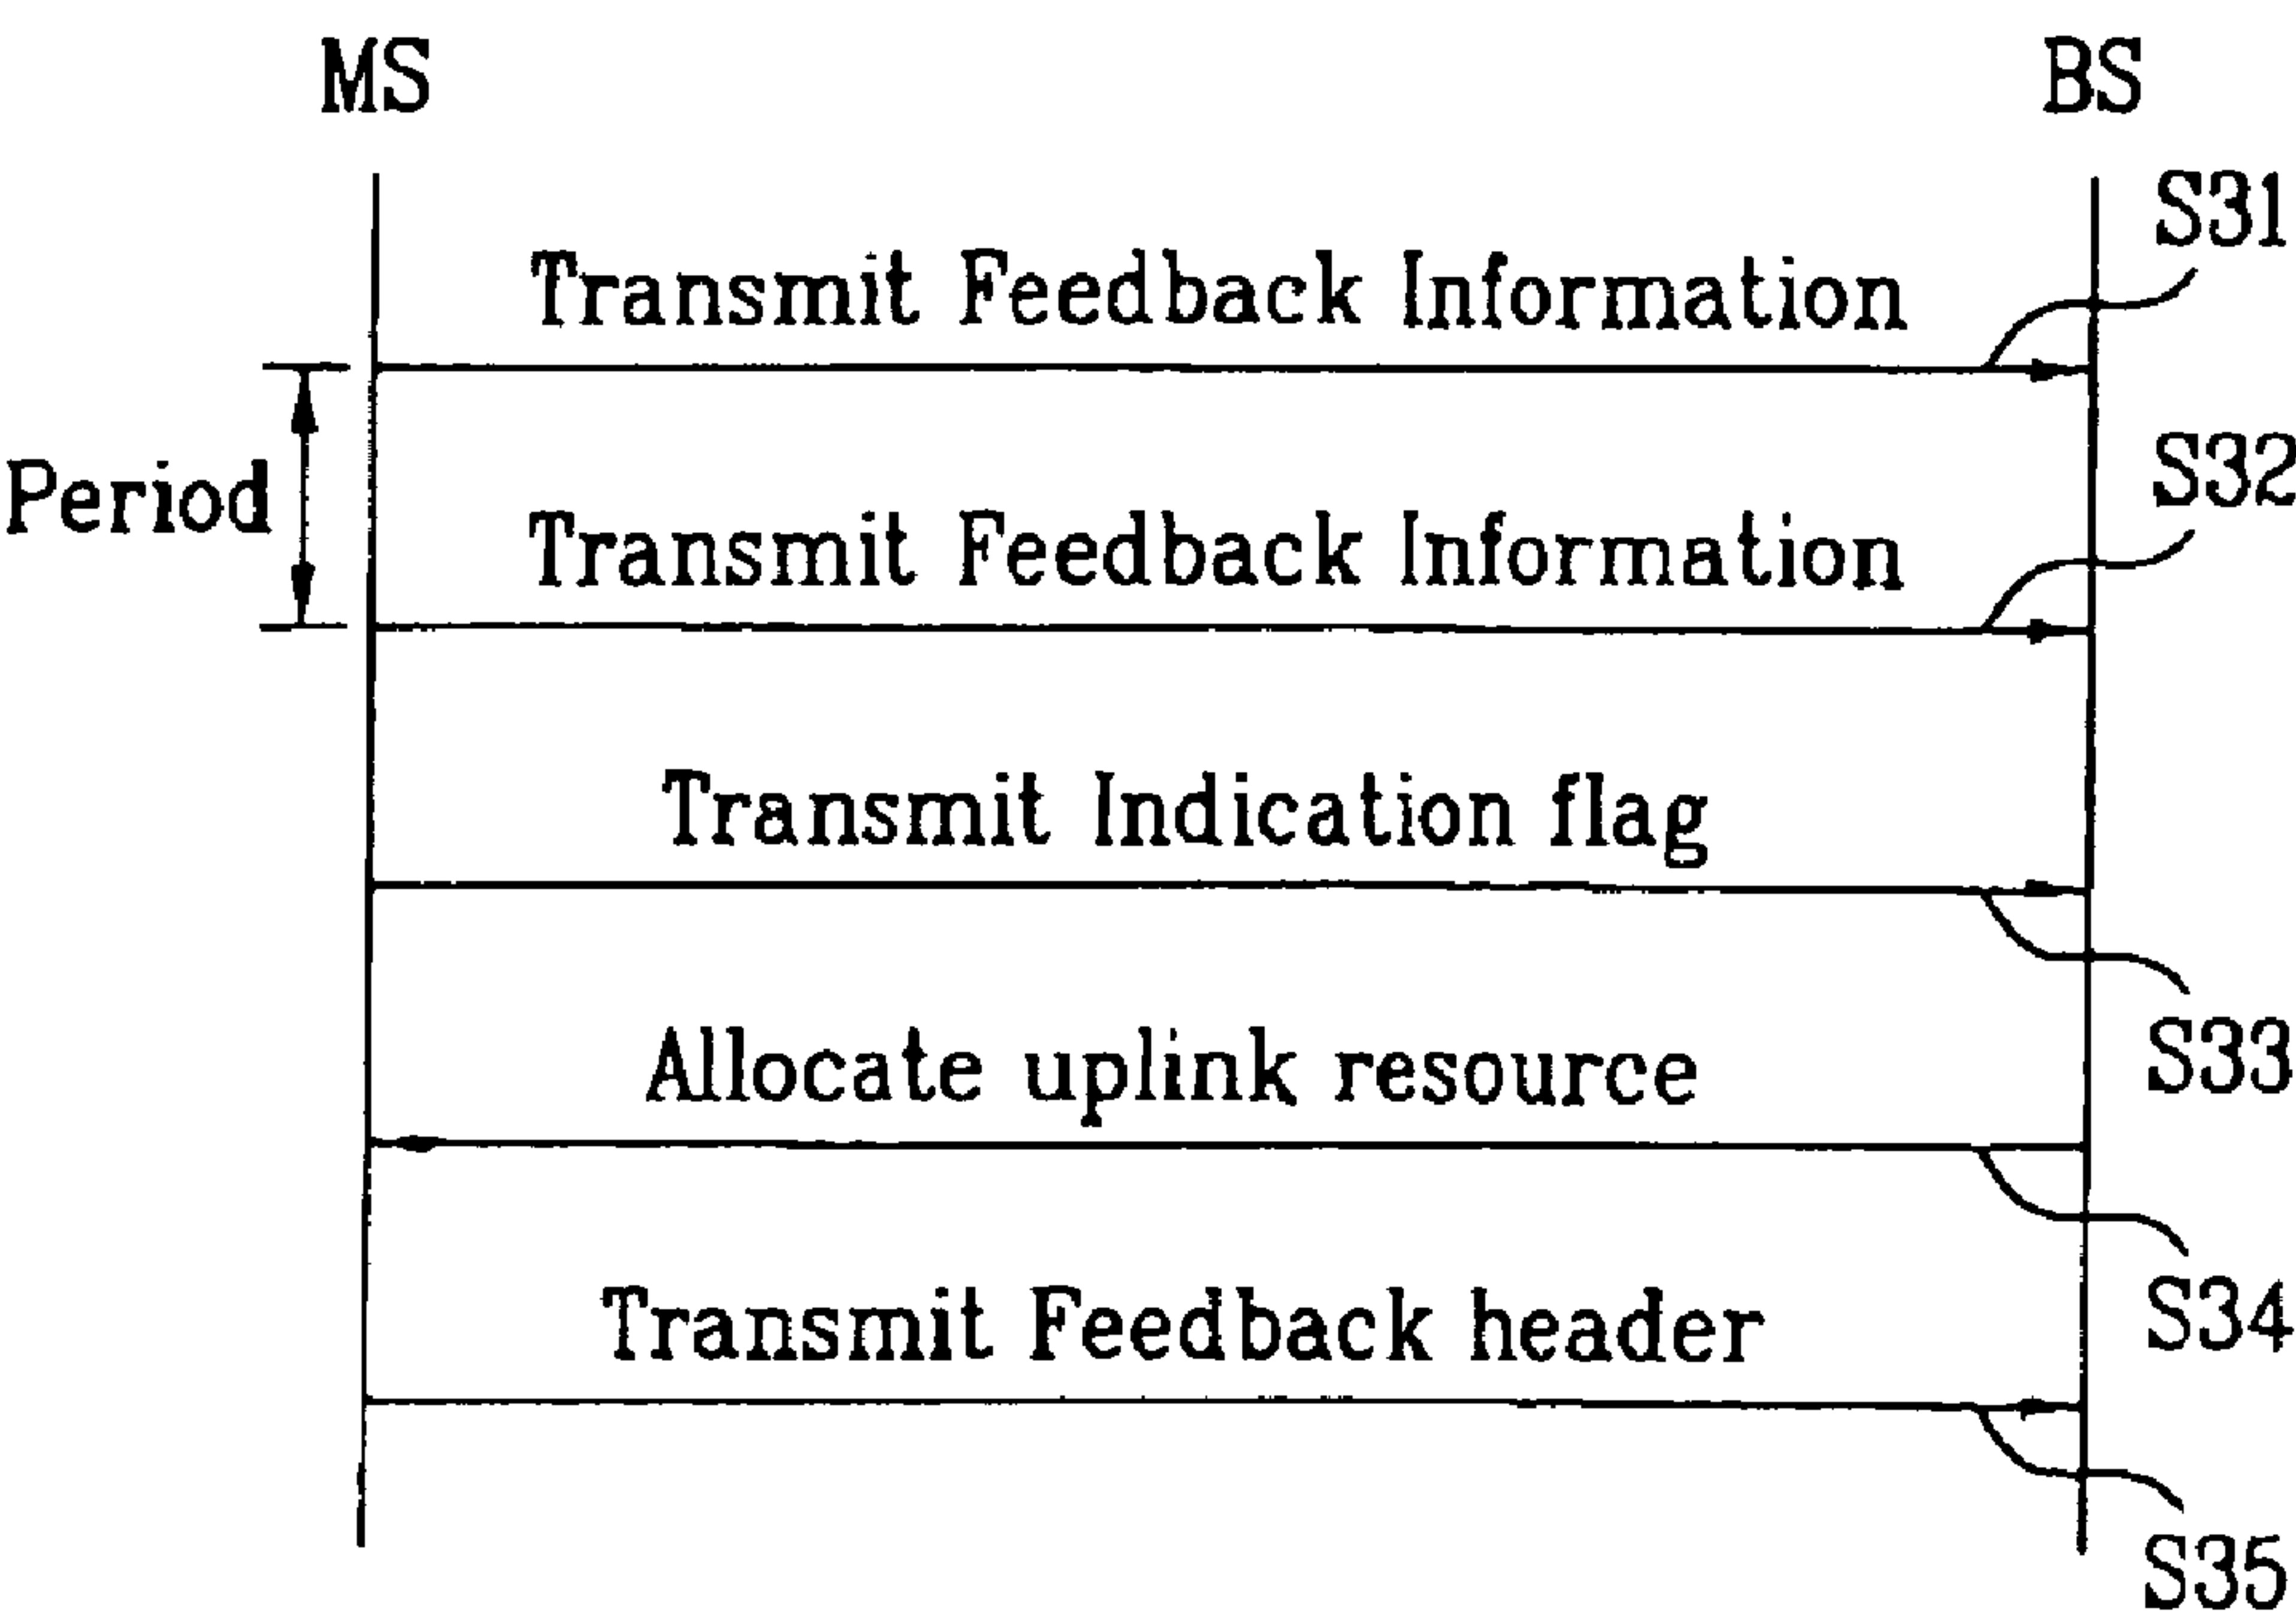 MS
BS
S31
Transmit Feedback Information
S32
Period
Transmit Feedback Information
Transmit Indication flag
S33
Allocate uplink resource
S34
Transmit Feedback header
S35